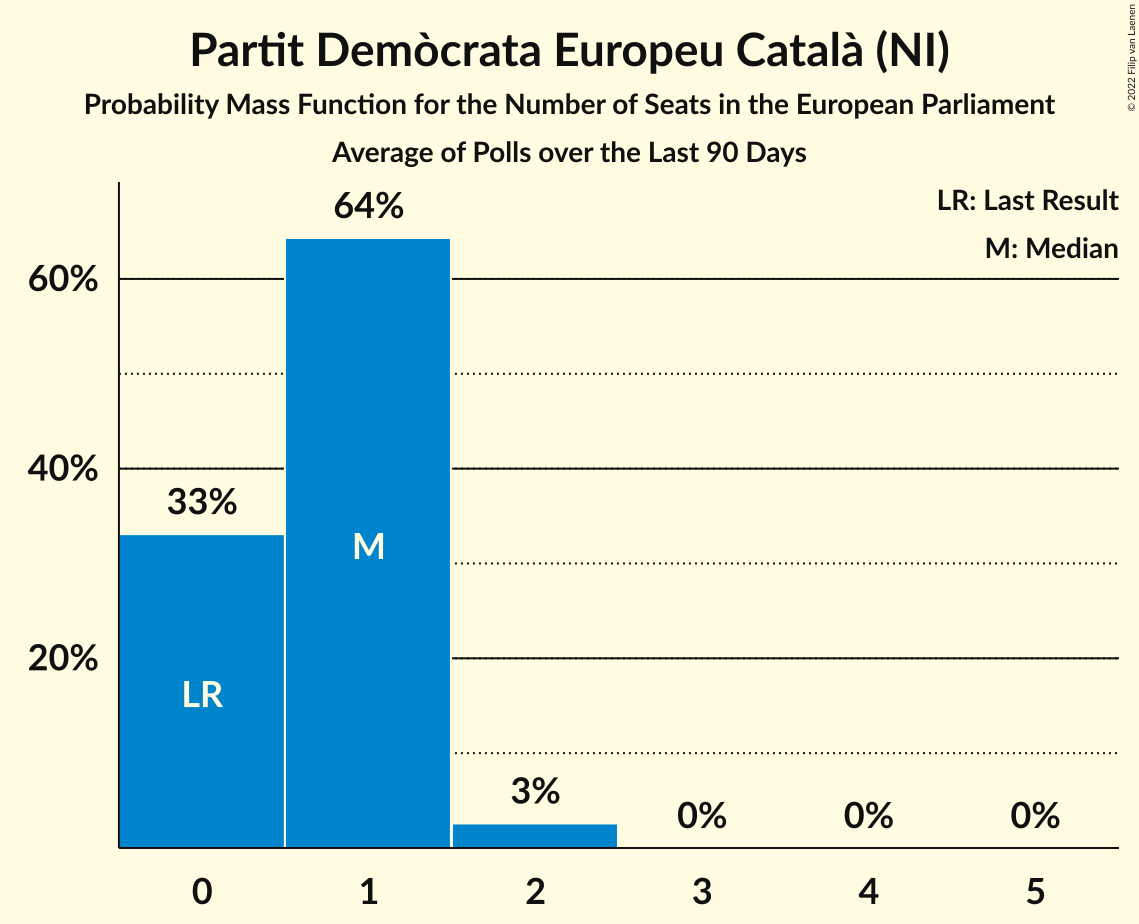 Partit Demòcrata Europeu Català (NI)
Probability Mass Function for the Number of Seats in the European Parliament
Average of Polls over the Last 90 Days
© 2022 Filip van Laenen
LR: Last Result
M: Median
60%
40%
20%
33%
64%
3%
0%
0%
0%
LR
M
0
1
2
3
4
5